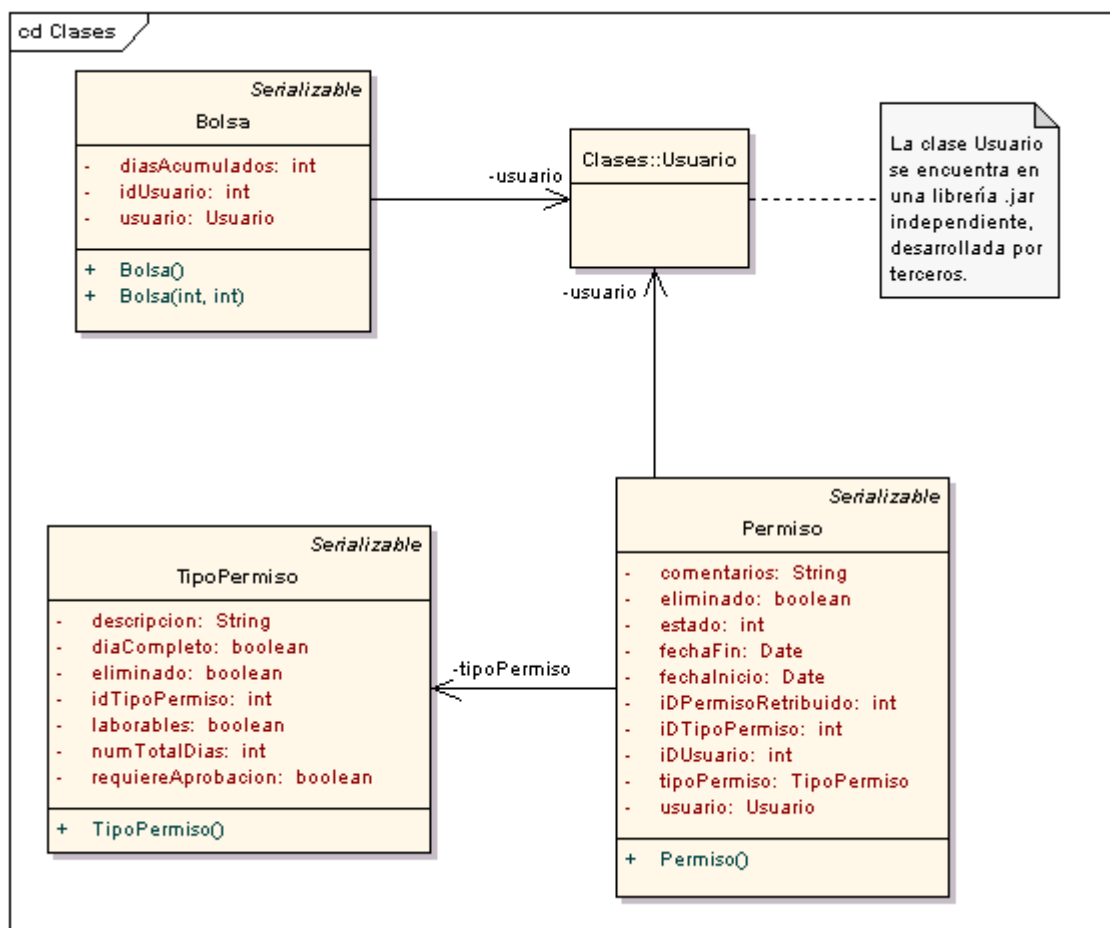 cd Clases
Serializable
Bolsa
- diasAcumulados: int
- idUsuario: int
- usuario: Usuario
+ Bolsa()
+ Bolsa(int, int)
-usuario
Clases::Usuario
La clase Usuario
se encuentra en
una librería .jar
independiente,
desarrollada por
terceros.
-usuario
Serializable
TipoPermiso
- descripcion: String
- diaCompleto: boolean
- eliminado: boolean
- idTipoPermiso: int
- laborables: boolean
- numTotalDias: int
- requiereAprobacion: boolean
+ TipoPermiso()
-tipoPermiso
Serializable
Permiso
- comentarios: String
- eliminado: boolean
- estado: int
- fechaFin: Date
- fechaInicio: Date
- iDPermisoRetribuido: int
- iDTipoPermiso: int
- iDUsuario: int
- tipoPermiso: TipoPermiso
- usuario: Usuario
+ Permiso()